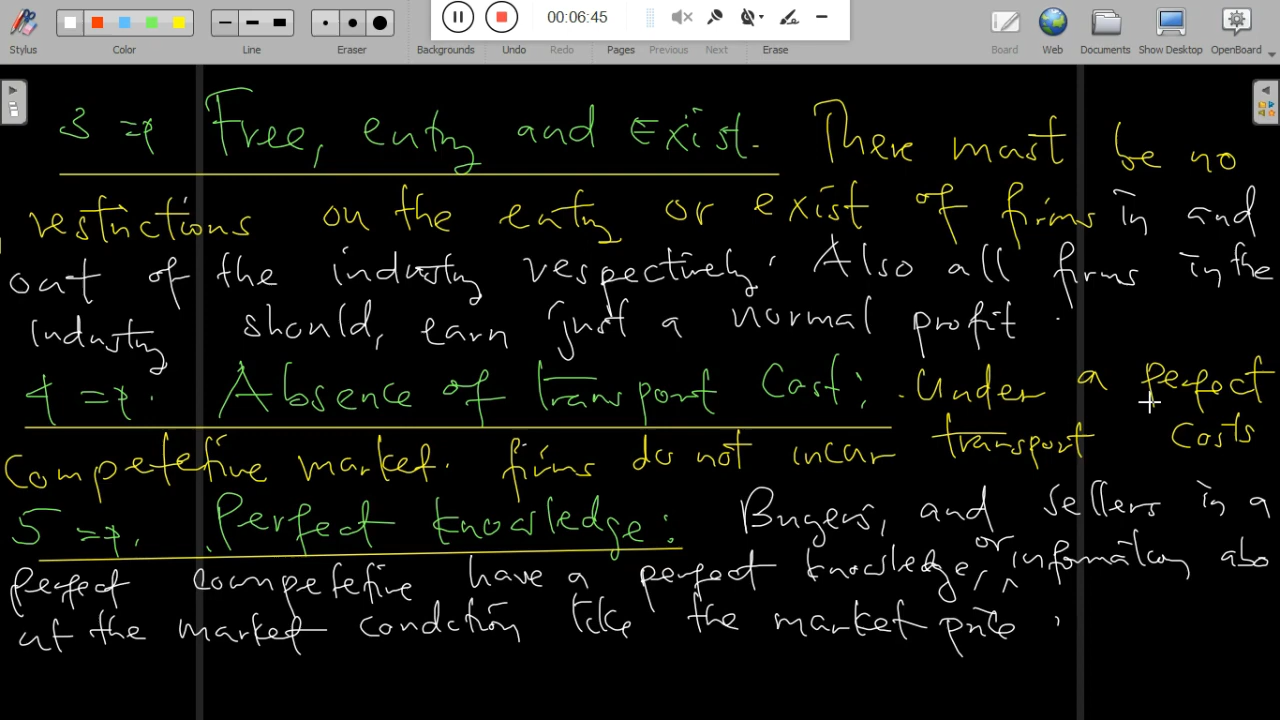 00:06:45
Stylus Color Line Eraser Backgrounds Undo Redo Pages Previous Next Erase Board Web Documents Show Desktop OpenBoard
3 => Free, entry and Exist. There must be no
restrictions on the entry or exist of firms in and
out of the industry respectively. Also all firms in the
industry should, earn just a normal profit.
4 => Absence of transport Cost: Under a perfect
competetive market. firms do not incur transport costs
5 => Perfect knowledge: Buyers, and sellers in a
perfect competetive have a perfect knowledge, or information abo
ut the market condction like the market price.